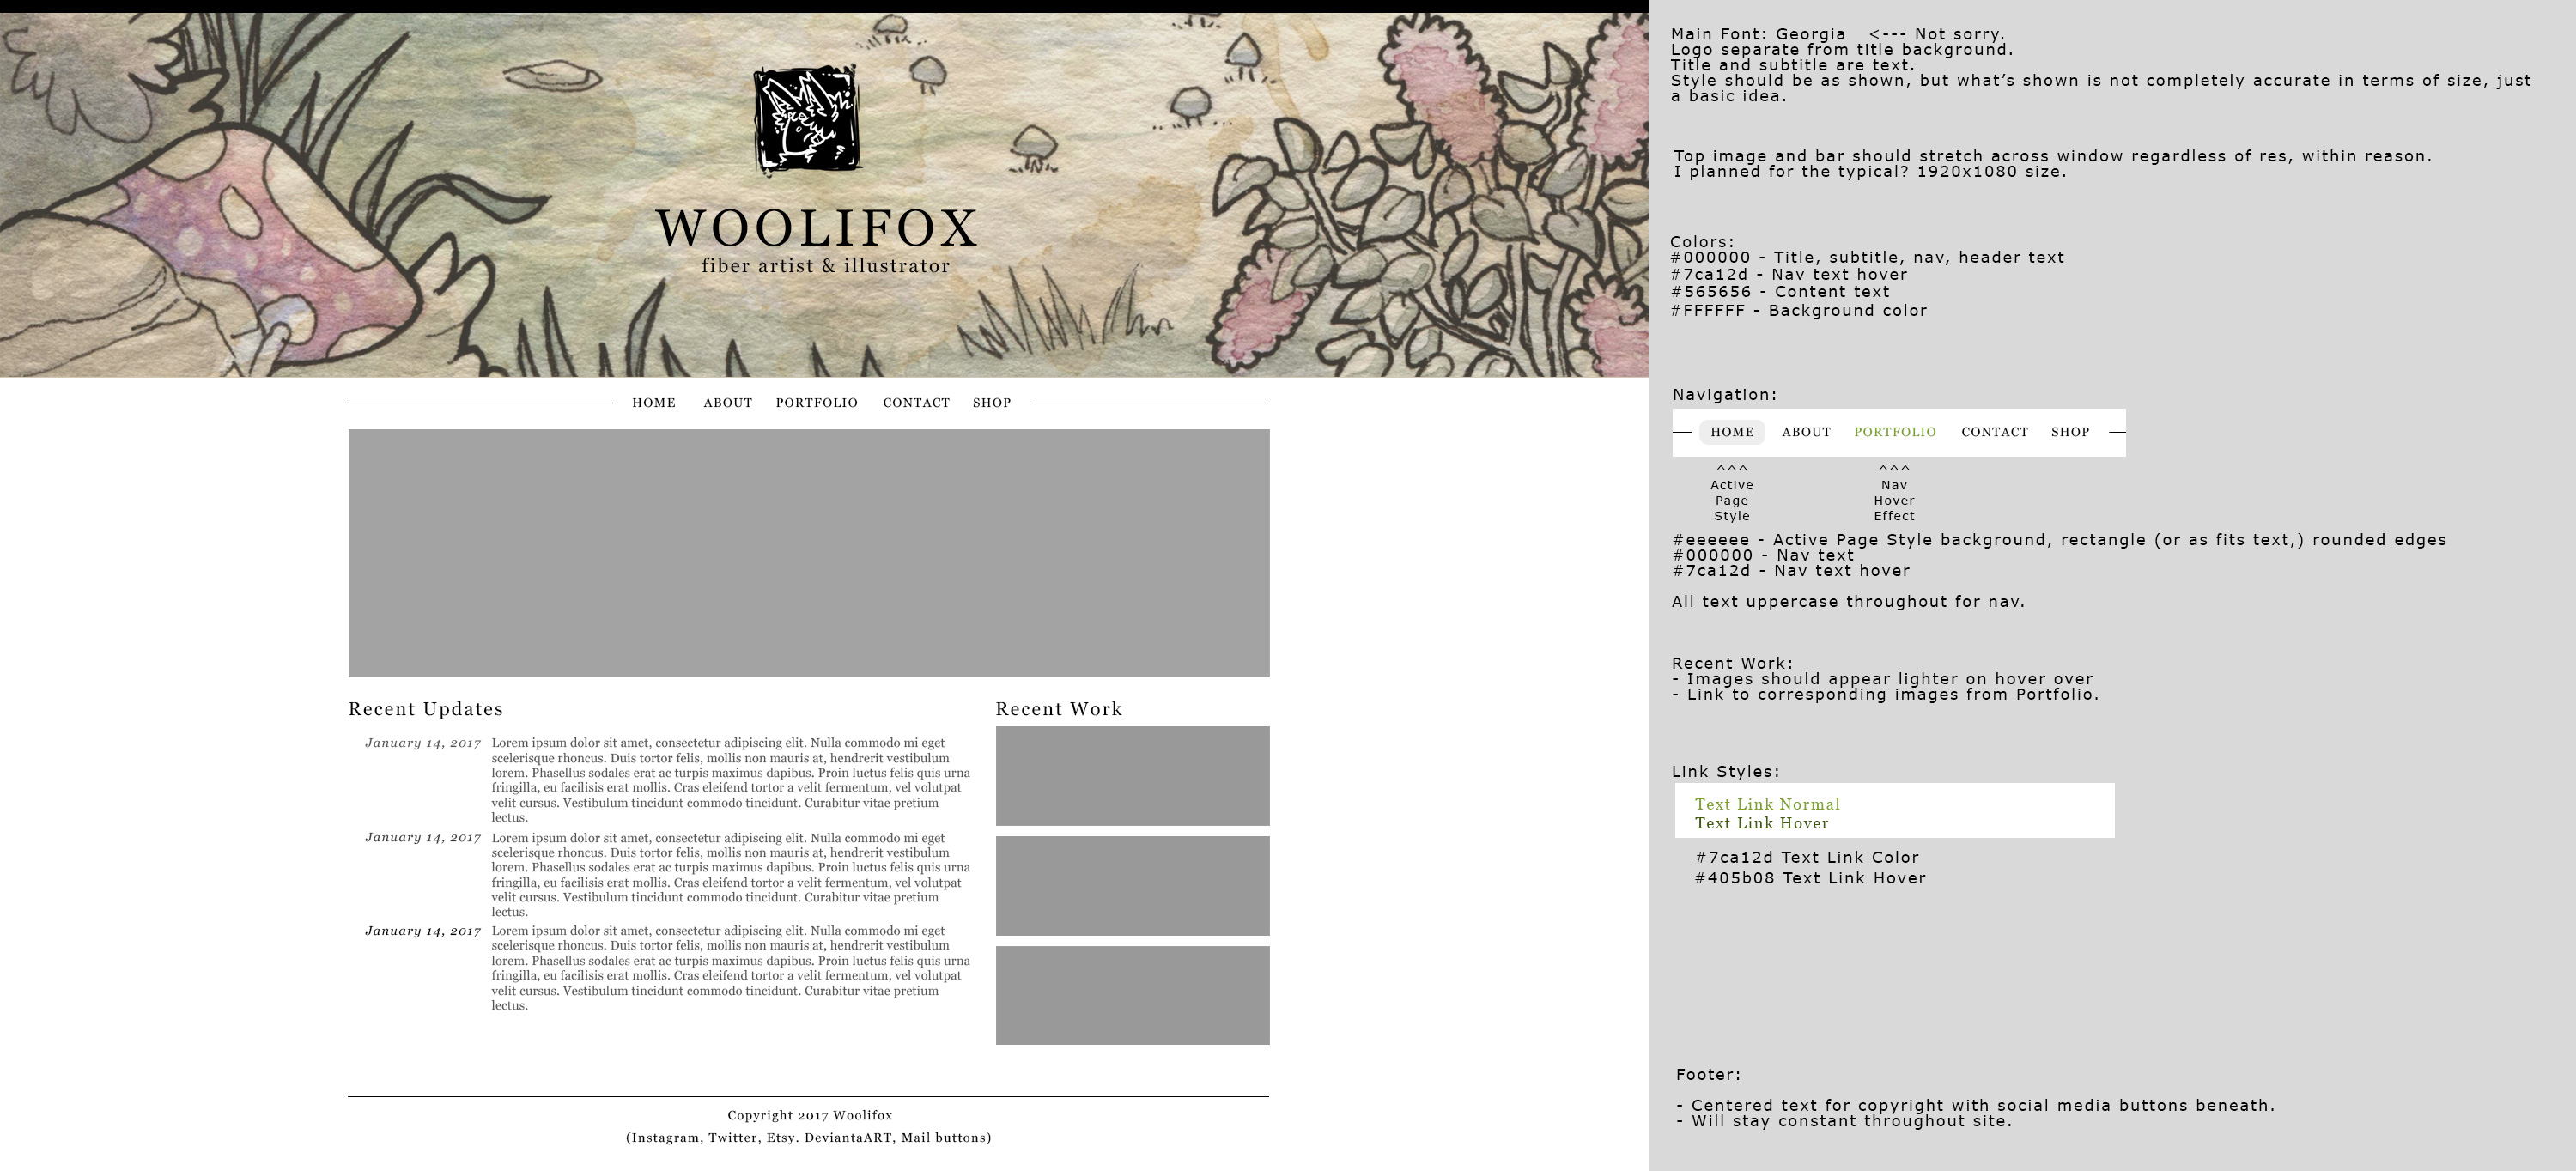 WOOLIFOX
fiber artist & illustrator
HOME ABOUT PORTFOLIO CONTACT SHOP
Recent Updates
January 14, 2017
Lorem ipsum dolor sit amet, consectetur adipiscing elit. Nulla commodo mi eget
scelerisque rhoncus. Duis tortor felis, mollis non mauris at, hendrerit vestibulum
lorem. Phasellus sodales erat ac turpis maximus dapibus. Proin luctus felis quis urna
fringilla, eu facilisis erat mollis. Cras eleifend tortor a velit fermentum, vel volutpat
velit cursus. Vestibulum tincidunt commodo tincidunt. Curabitur vitae pretium
lectus.
January 14, 2017
Lorem ipsum dolor sit amet, consectetur adipiscing elit. Nulla commodo mi eget
scelerisque rhoncus. Duis tortor felis, mollis non mauris at, hendrerit vestibulum
lorem. Phasellus sodales erat ac turpis maximus dapibus. Proin luctus felis quis urna
fringilla, eu facilisis erat mollis. Cras eleifend tortor a velit fermentum, vel volutpat
velit cursus. Vestibulum tincidunt commodo tincidunt. Curabitur vitae pretium
lectus.
January 14, 2017
Lorem ipsum dolor sit amet, consectetur adipiscing elit. Nulla commodo mi eget
scelerisque rhoncus. Duis tortor felis, mollis non mauris at, hendrerit vestibulum
lorem. Phasellus sodales erat ac turpis maximus dapibus. Proin luctus felis quis urna
fringilla, eu facilisis erat mollis. Cras eleifend tortor a velit fermentum, vel volutpat
velit cursus. Vestibulum tincidunt commodo tincidunt. Curabitur vitae pretium
lectus.
Recent Work
Copyright 2017 Woolifox
(Instagram, Twitter, Etsy. DeviantaART, Mail buttons)
Main Font: Georgia <--- Not sorry.
Logo separate from title background.
Title and subtitle are text.
Style should be as shown, but what's shown is not completely accurate in terms of size, just
a basic idea.
Top image and bar should stretch across window regardless of res, within reason.
I planned for the typical? 1920x1080 size.
Colors:
#000000 - Title, subtitle, nav, header text
#7ca12d - Nav text hover
#565656 - Content text
#FFFFFF - Background color
Navigation:
HOME ABOUT PORTFOLIO CONTACT SHOP
^^^ ^^^
Active Nav
Page Hover
Style Effect
#eeeeee - Active Page Style background, rectangle (or as fits text,) rounded edges
#000000 - Nav text
#7ca12d - Nav text hover
All text uppercase throughout for nav.
Recent Work:
- Images should appear lighter on hover over
- Link to corresponding images from Portfolio.
Link Styles:
Text Link Normal
Text Link Hover
#7ca12d Text Link Color
#405b08 Text Link Hover
Footer:
- Centered text for copyright with social media buttons beneath.
- Will stay constant throughout site.